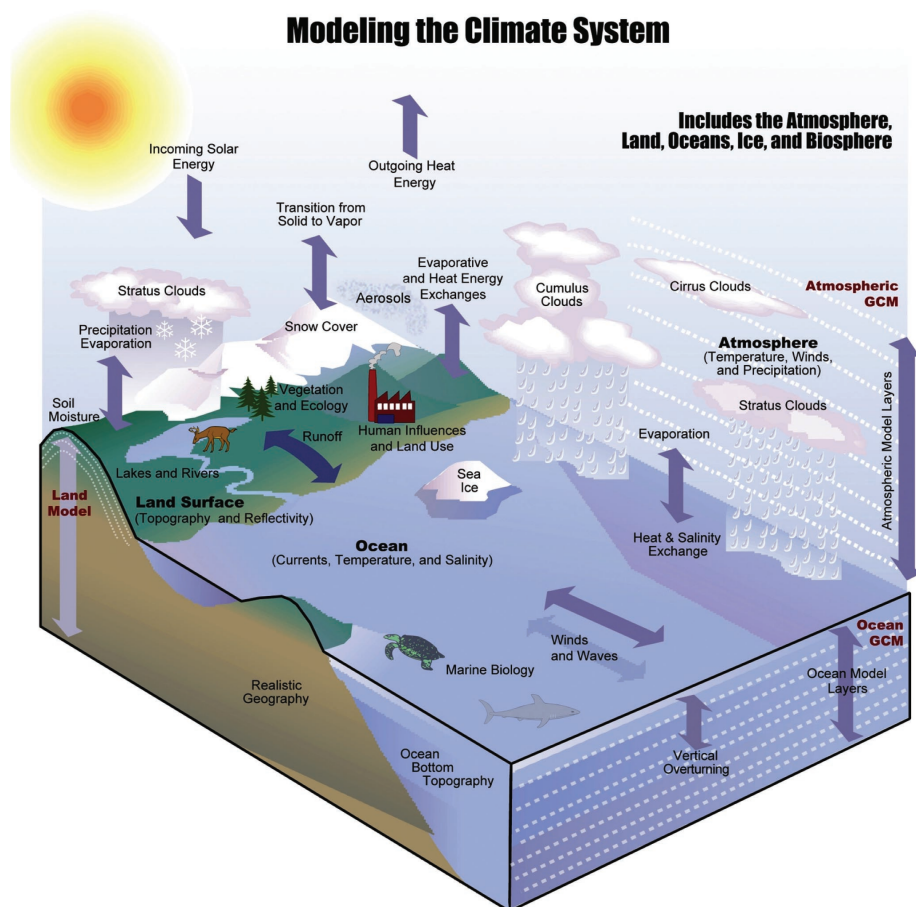 Modeling the Climate System
Includes the Atmosphere,
Land, Oceans, Ice, and Biosphere
Incoming Solar
Energy
Outgoing Heat
Energy
Transition from
Solid to Vapor
Evaporative
and Heat Energy
Exchanges
Stratus Clouds
Aerosols
Cumulus
Clouds
Cirrus Clouds
Atmospheric
GCM
Precipitation
Evaporation
Snow Cover
Atmosphere
(Temperature, Winds,
and Precipitation)
Soil
Moisture
Vegetation
and Ecology
Stratus Clouds
Human Influences
and Land Use
Runoff
Evaporation
Atmospheric Model Layers
Lakes and Rivers
Sea
Ice
Land
Model
Land Surface
(Topography and Reflectivity)
Heat & Salinity
Exchange
Ocean
(Currents, Temperature, and Salinity)
Ocean
GCM
Winds
and Waves
Marine Biology
Ocean Model
Layers
Realistic
Geography
Ocean
Bottom
Topography
Vertical
Overturning